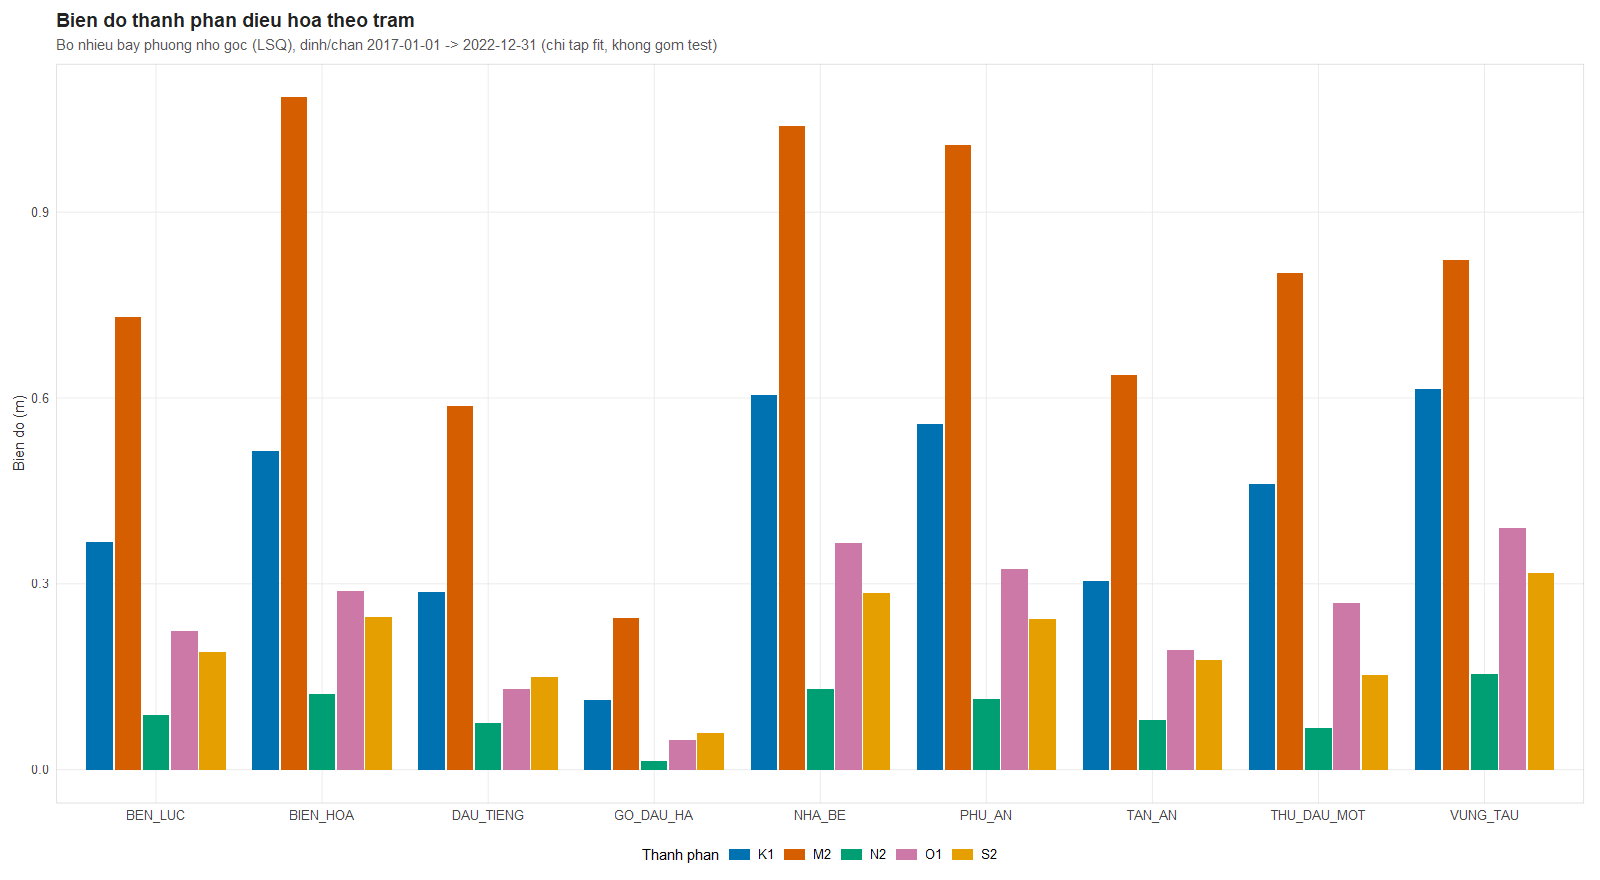 Bien do thanh phan dieu hoa theo tram
Bo nhieu bay phuong nho goc (LSQ), dinh/chan 2017-01-01 -> 2022-12-31 (chi tap fit, khong gom test)
Bien do (m)
0.9
0.6
0.3
0.0
BEN_LUC BIEN_HOA DAU_TIENG GO_DAU_HA NHA_BE PHU_AN TAN_AN THU_DAU_MOT VUNG_TAU
Thanh phan K1 M2 N2 O1 S2